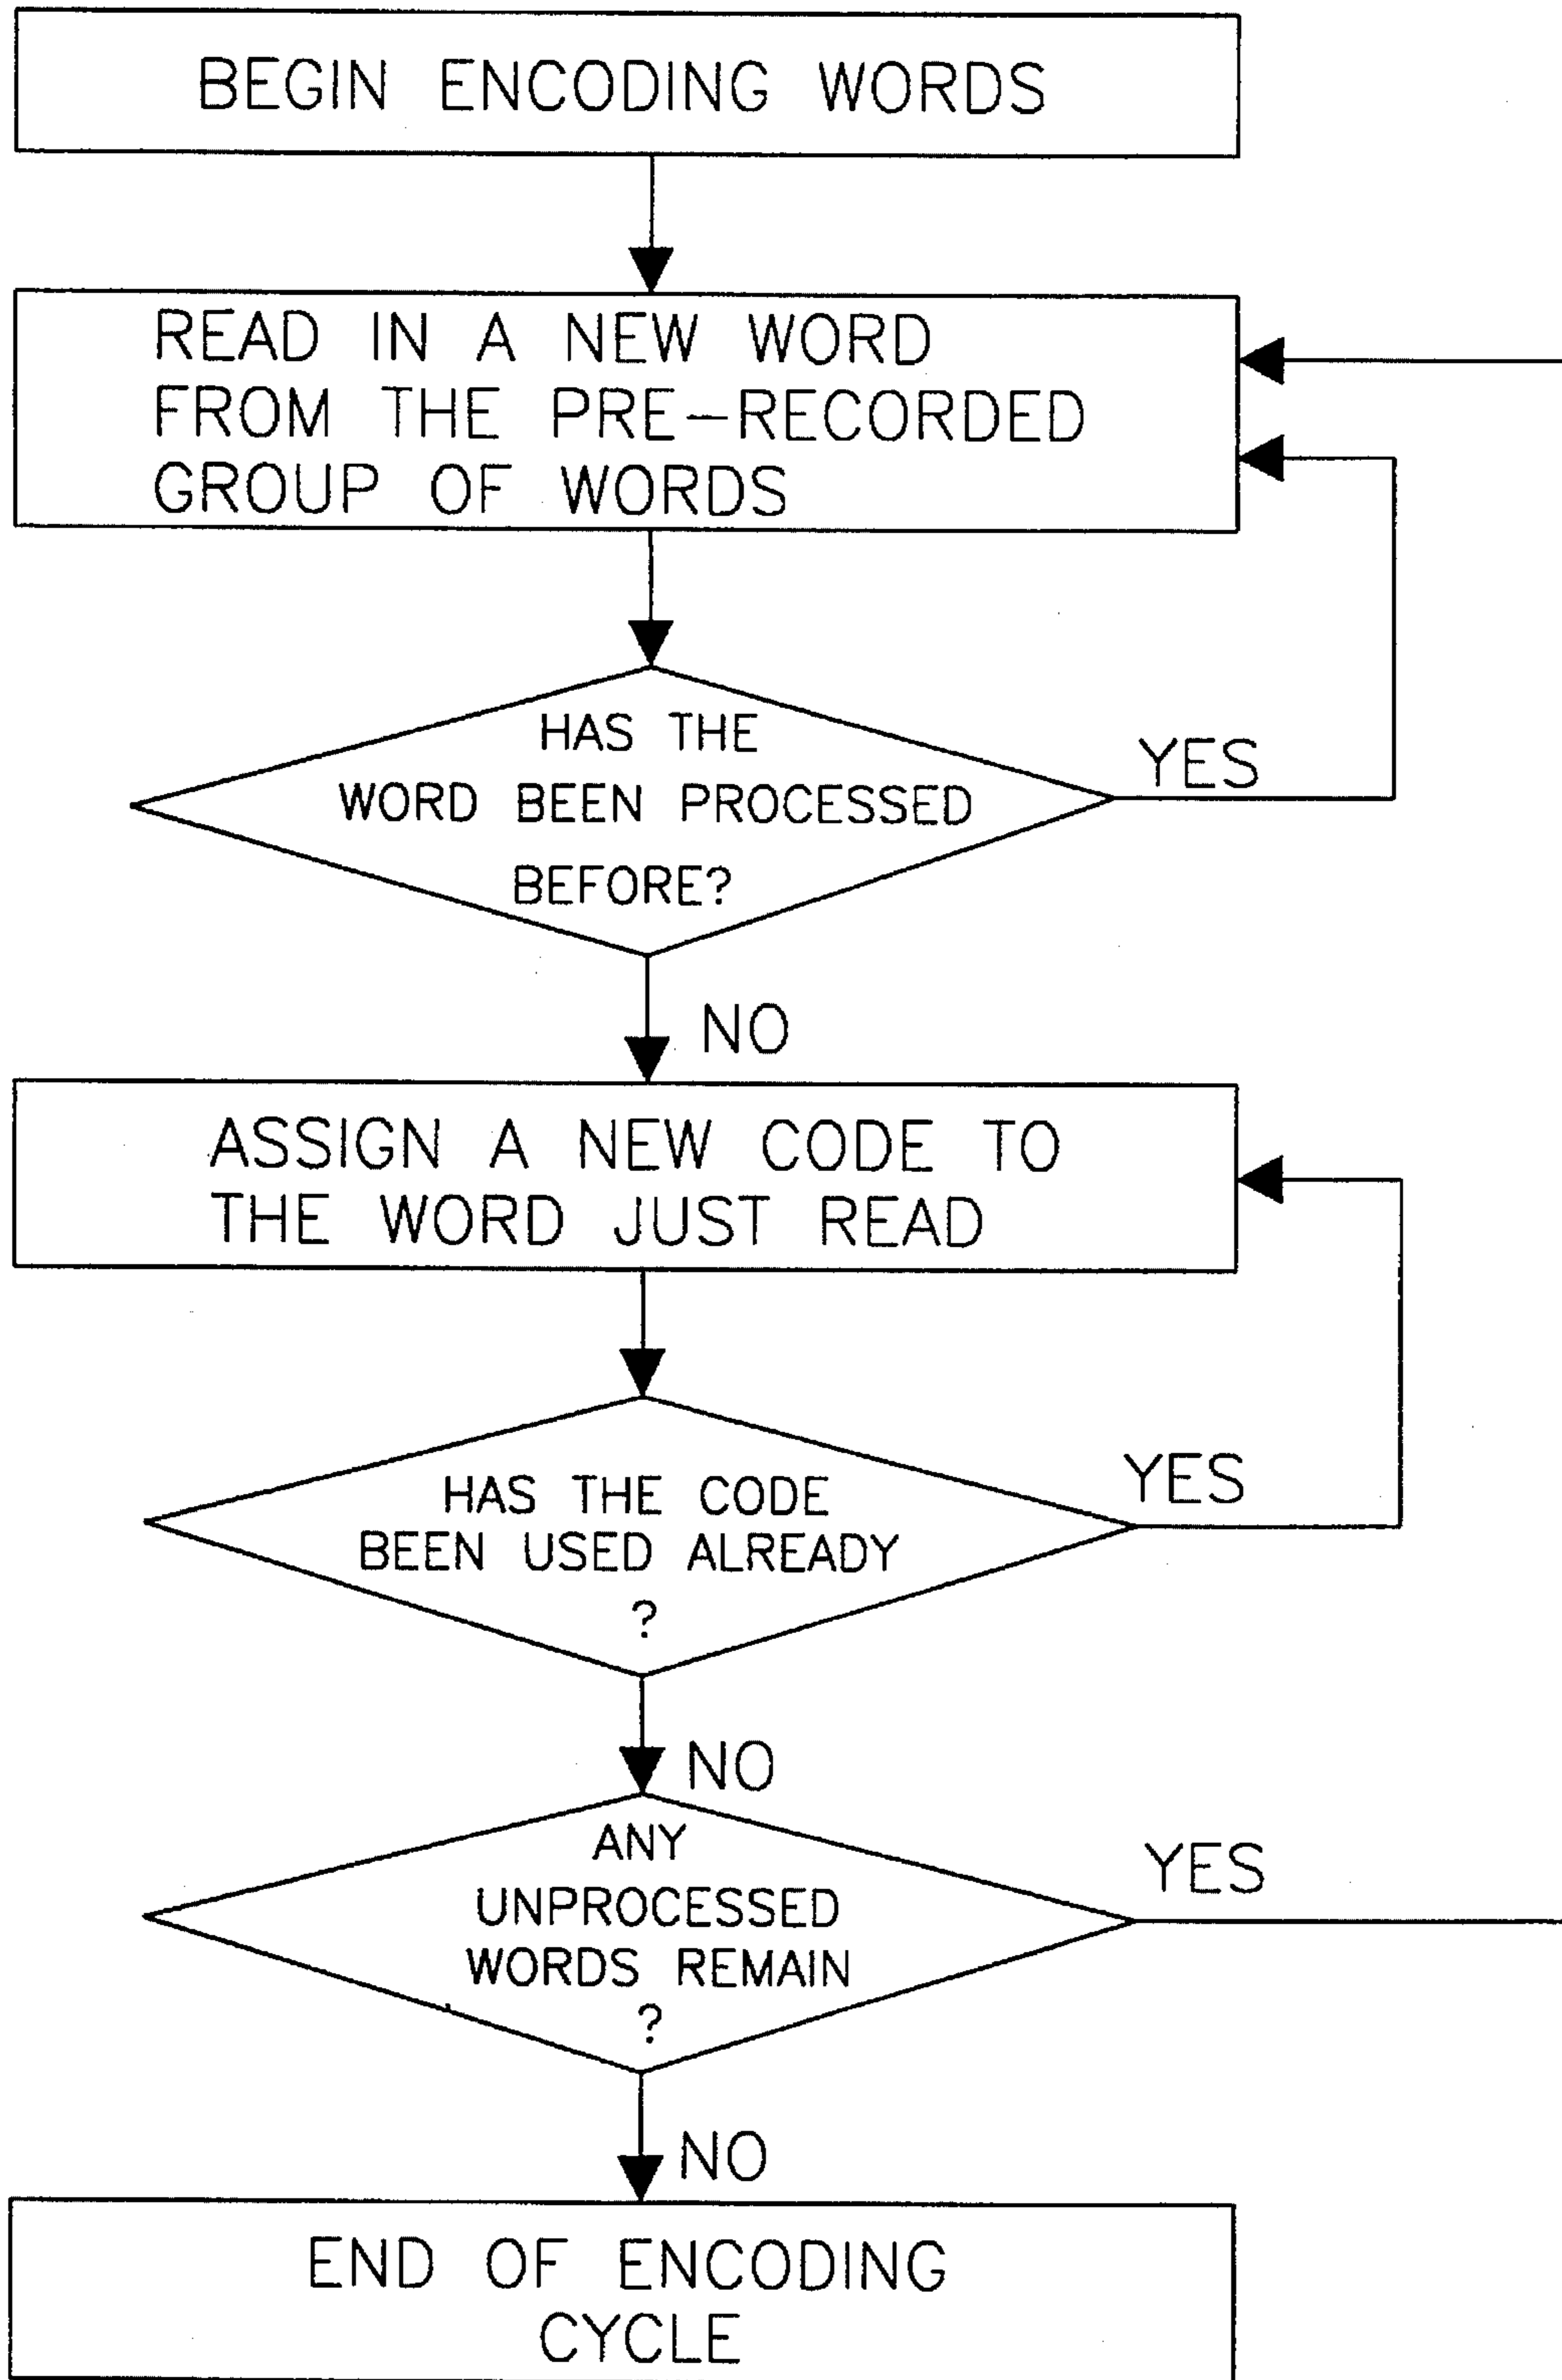 BEGIN ENCODING WORDS
READ IN A NEW WORD
FROM THE PRE-RECORDED
GROUP OF WORDS
HAS THE
WORD BEEN PROCESSED
BEFORE?
YES
NO
ASSIGN A NEW CODE TO
THE WORD JUST READ
HAS THE CODE
BEEN USED ALREADY
?
YES
NO
ANY
UNPROCESSED
WORDS REMAIN
?
YES
NO
END OF ENCODING
CYCLE